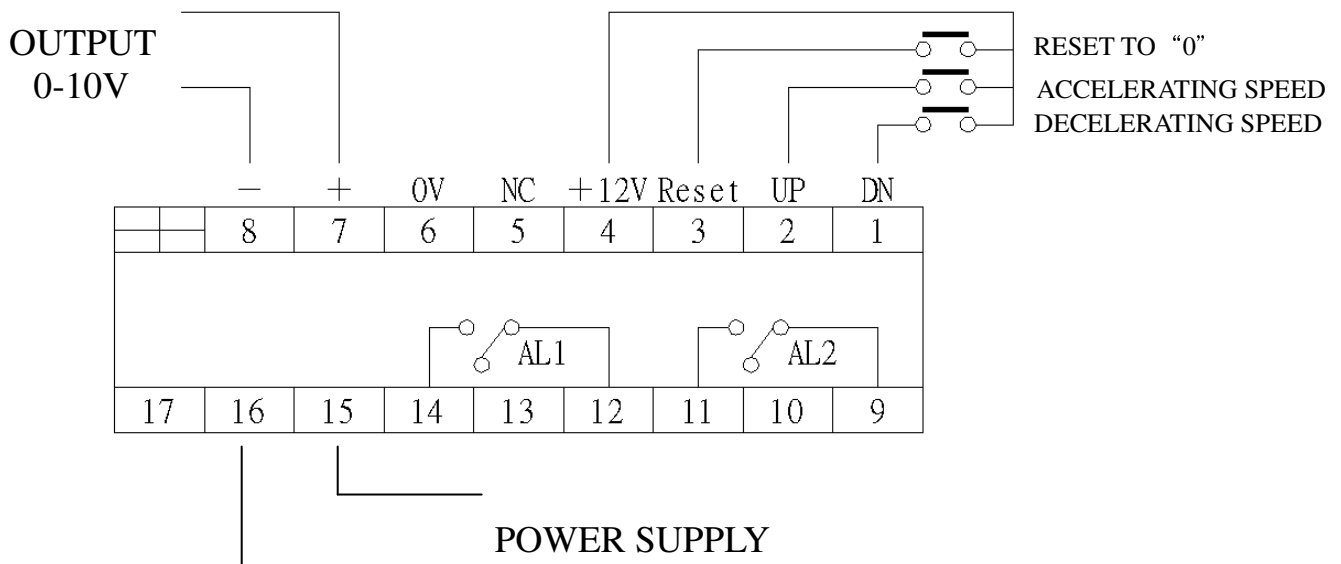 OUTPUT
0-10V
RESET TO “0”
ACCELERATING SPEED
DECELERATING SPEED
− + 0V NC +12V Reset UP DN
8 7 6 5 4 3 2 1
AL1 AL2
17 16 15 14 13 12 11 10 9
POWER SUPPLY